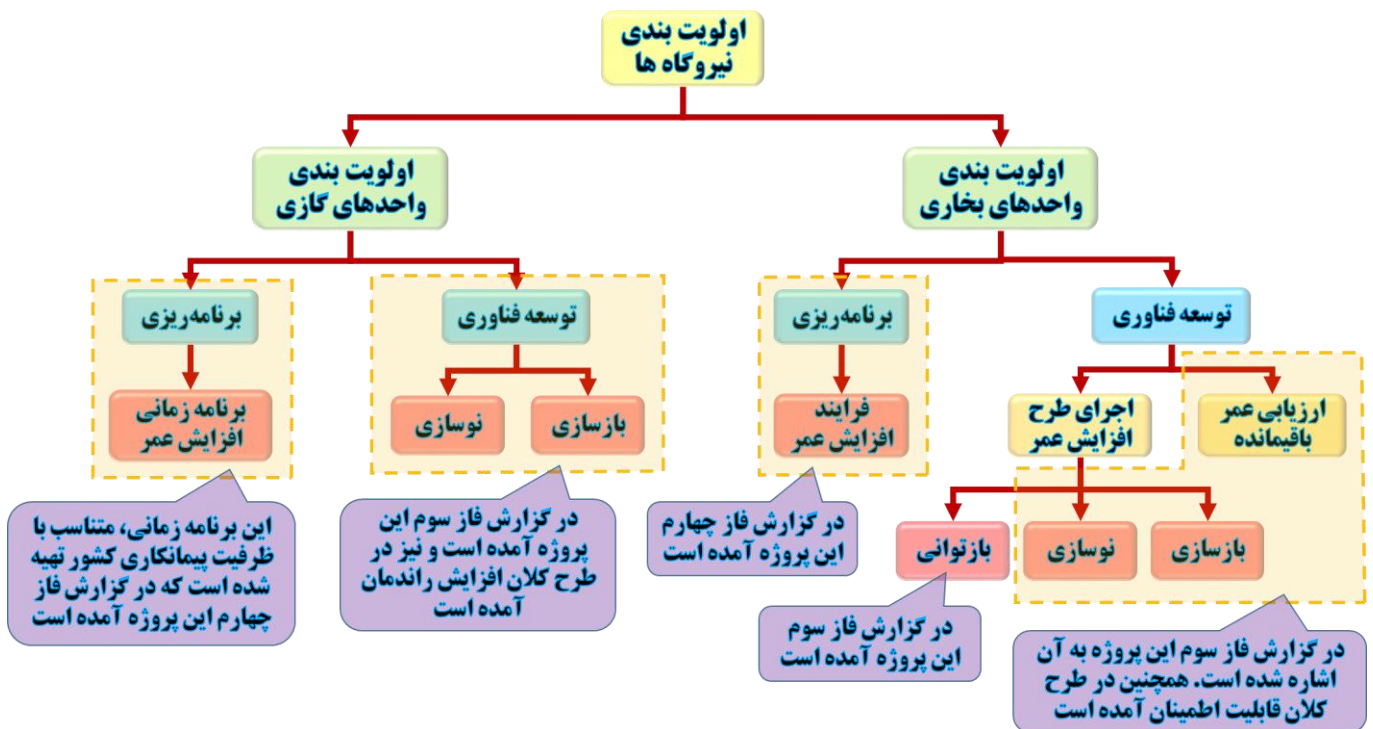 اولویت بندی
نیروگاه ها
اولویت بندی
واحدهای بخاری
اولویت بندی
واحدهای گازی
توسعه فناوری
برنامه‌ریزی
توسعه فناوری
برنامه‌ریزی
ارزیابی عمر
باقیمانده
اجرای طرح
افزایش عمر
فرایند
افزایش عمر
بازسازی
نوسازی
برنامه زمانی
افزایش عمر
بازسازی
نوسازی
بازتوانی
در گزارش فاز چهارم
این پروژه آمده است
در گزارش فاز سوم این
پروژه آمده است و نیز در
طرح کلان افزایش راندمان
آمده است
این برنامه زمانی، متناسب با
ظرفیت پیمانکاری کشور تهیه
شده است که در گزارش فاز
چهارم این پروژه آمده است
در گزارش فاز سوم
این پروژه آمده است
در گزارش فاز سوم این پروژه به آن
اشاره شده است. همچنین در طرح
کلان قابلیت اطمینان آمده است